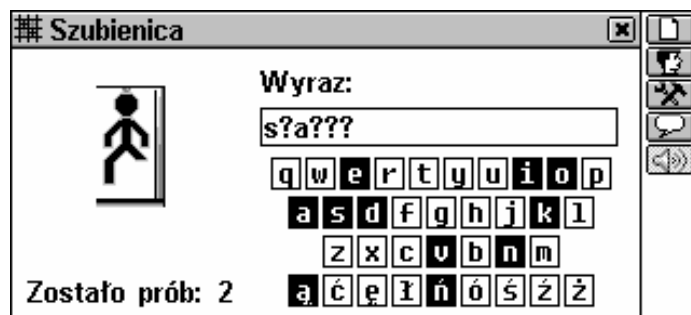 Szubienica
Wyraz:
s?a???
q w e r t y u i o p
a s d f g h j k l
z x c v b n m
ą ć ę ł ń ó ś ź ż
Zostało prób: 2